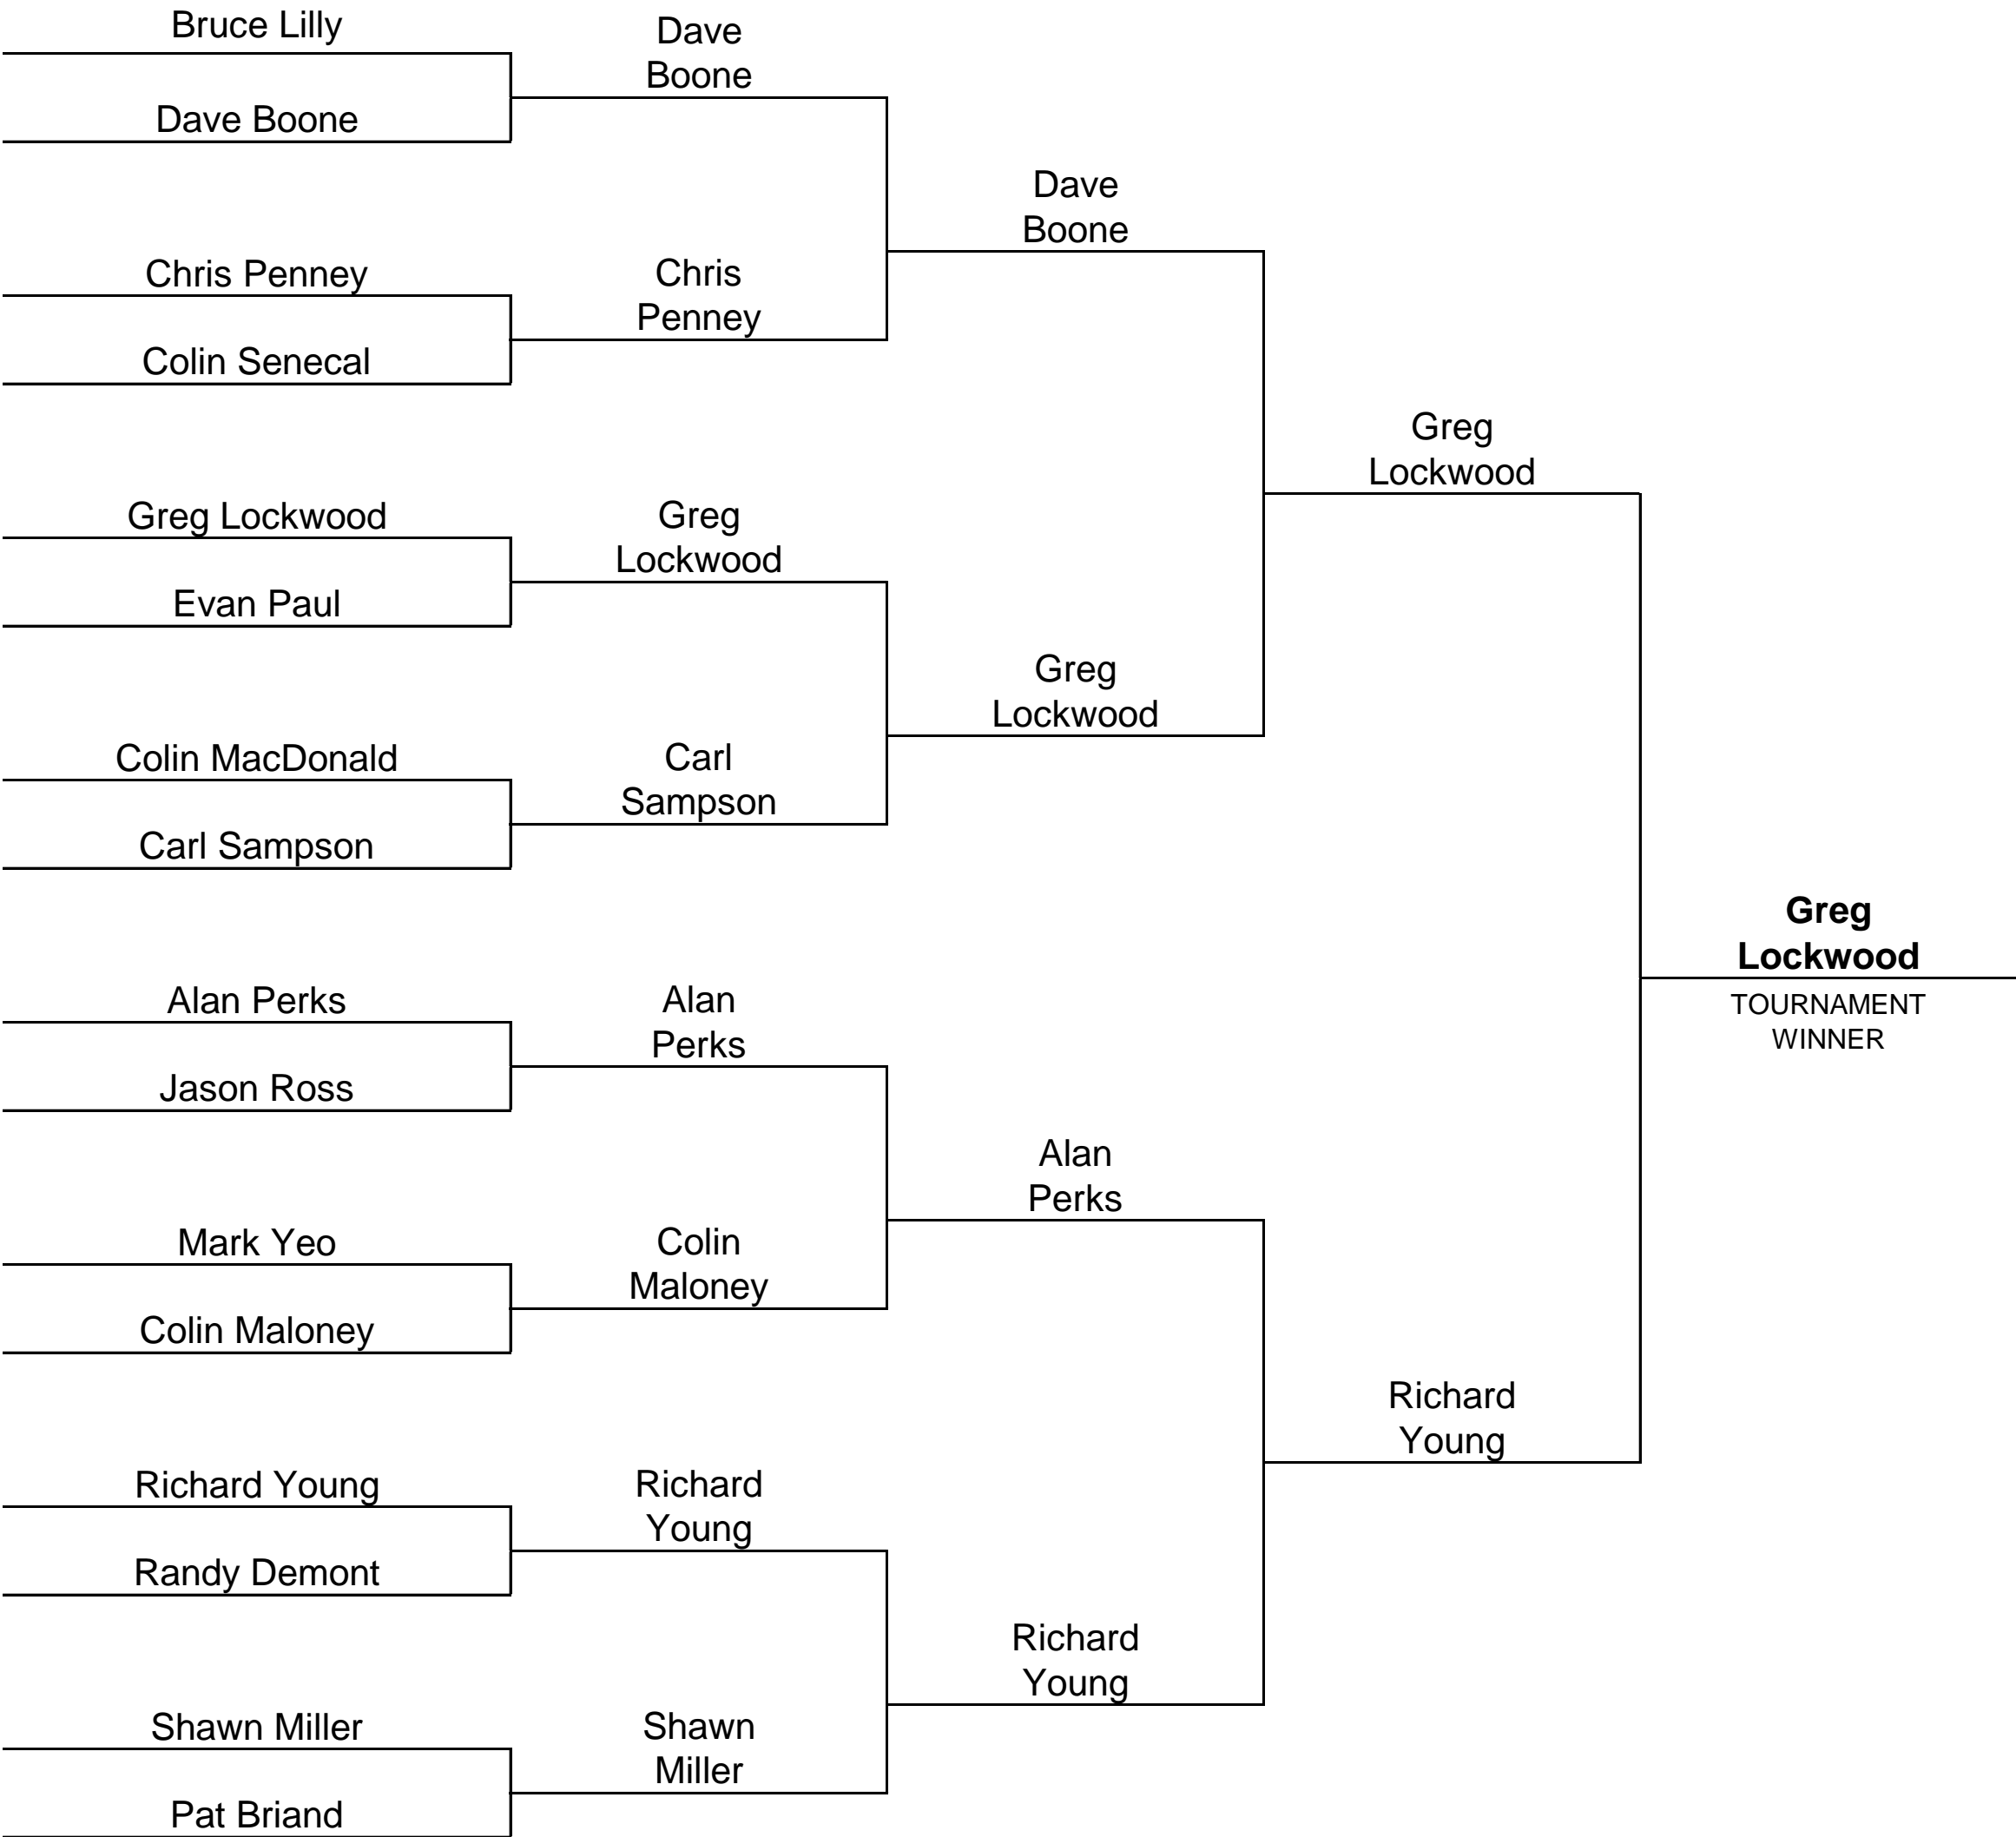 Bruce Lilly
Dave Boone
Chris Penney
Colin Senecal
Greg Lockwood
Evan Paul
Colin MacDonald
Carl Sampson
Alan Perks
Jason Ross
Mark Yeo
Colin Maloney
Richard Young
Randy Demont
Shawn Miller
Pat Briand
Dave
Boone
Chris
Penney
Greg
Lockwood
Carl
Sampson
Alan
Perks
Colin
Maloney
Richard
Young
Shawn
Miller
Dave
Boone
Greg
Lockwood
Alan
Perks
Richard
Young
Greg
Lockwood
Richard
Young
Greg
Lockwood
TOURNAMENT
WINNER